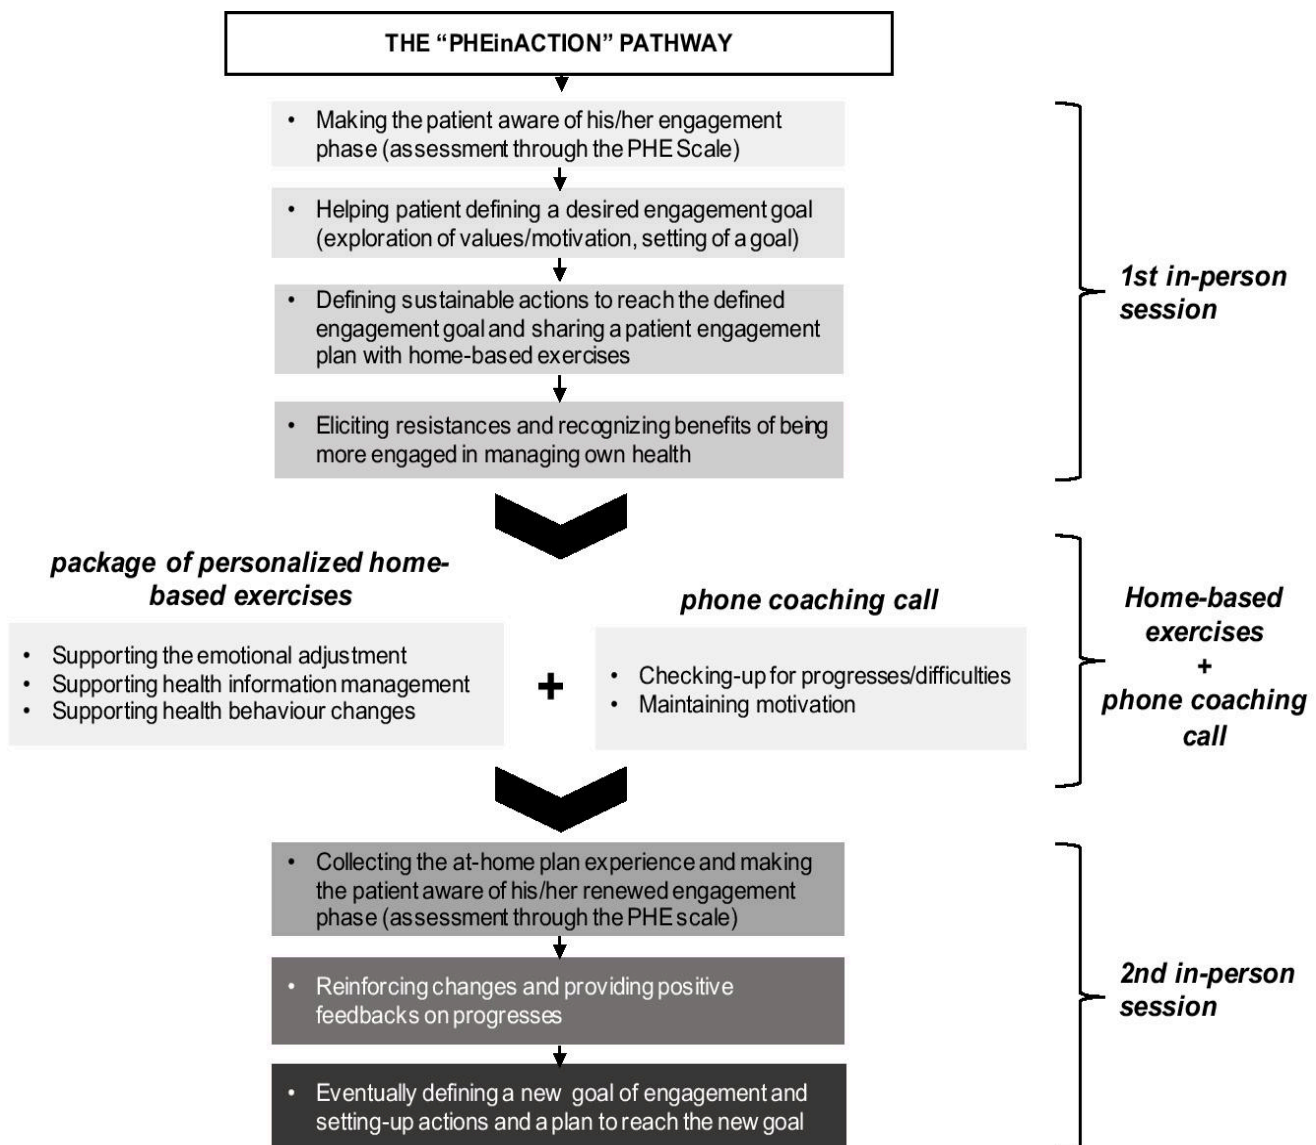 THE “PHEinACTION” PATHWAY
• Making the patient aware of his/her engagement
phase (assessment through the PHE Scale)
• Helping patient defining a desired engagement goal
(exploration of values/motivation, setting of a goal)
• Defining sustainable actions to reach the defined
engagement goal and sharing a patient engagement
plan with home-based exercises
• Eliciting resistances and recognizing benefits of being
more engaged in managing own health
1st in-person
session
package of personalized home-
based exercises
• Supporting the emotional adjustment
• Supporting health information management
• Supporting health behaviour changes
+
phone coaching call
• Checking-up for progresses/difficulties
• Maintaining motivation
Home-based
exercises
+
phone coaching
call
• Collecting the at-home plan experience and making
the patient aware of his/her renewed engagement
phase (assessment through the PHE scale)
• Reinforcing changes and providing positive
feedbacks on progresses
• Eventually defining a new goal of engagement and
setting-up actions and a plan to reach the new goal
2nd in-person
session